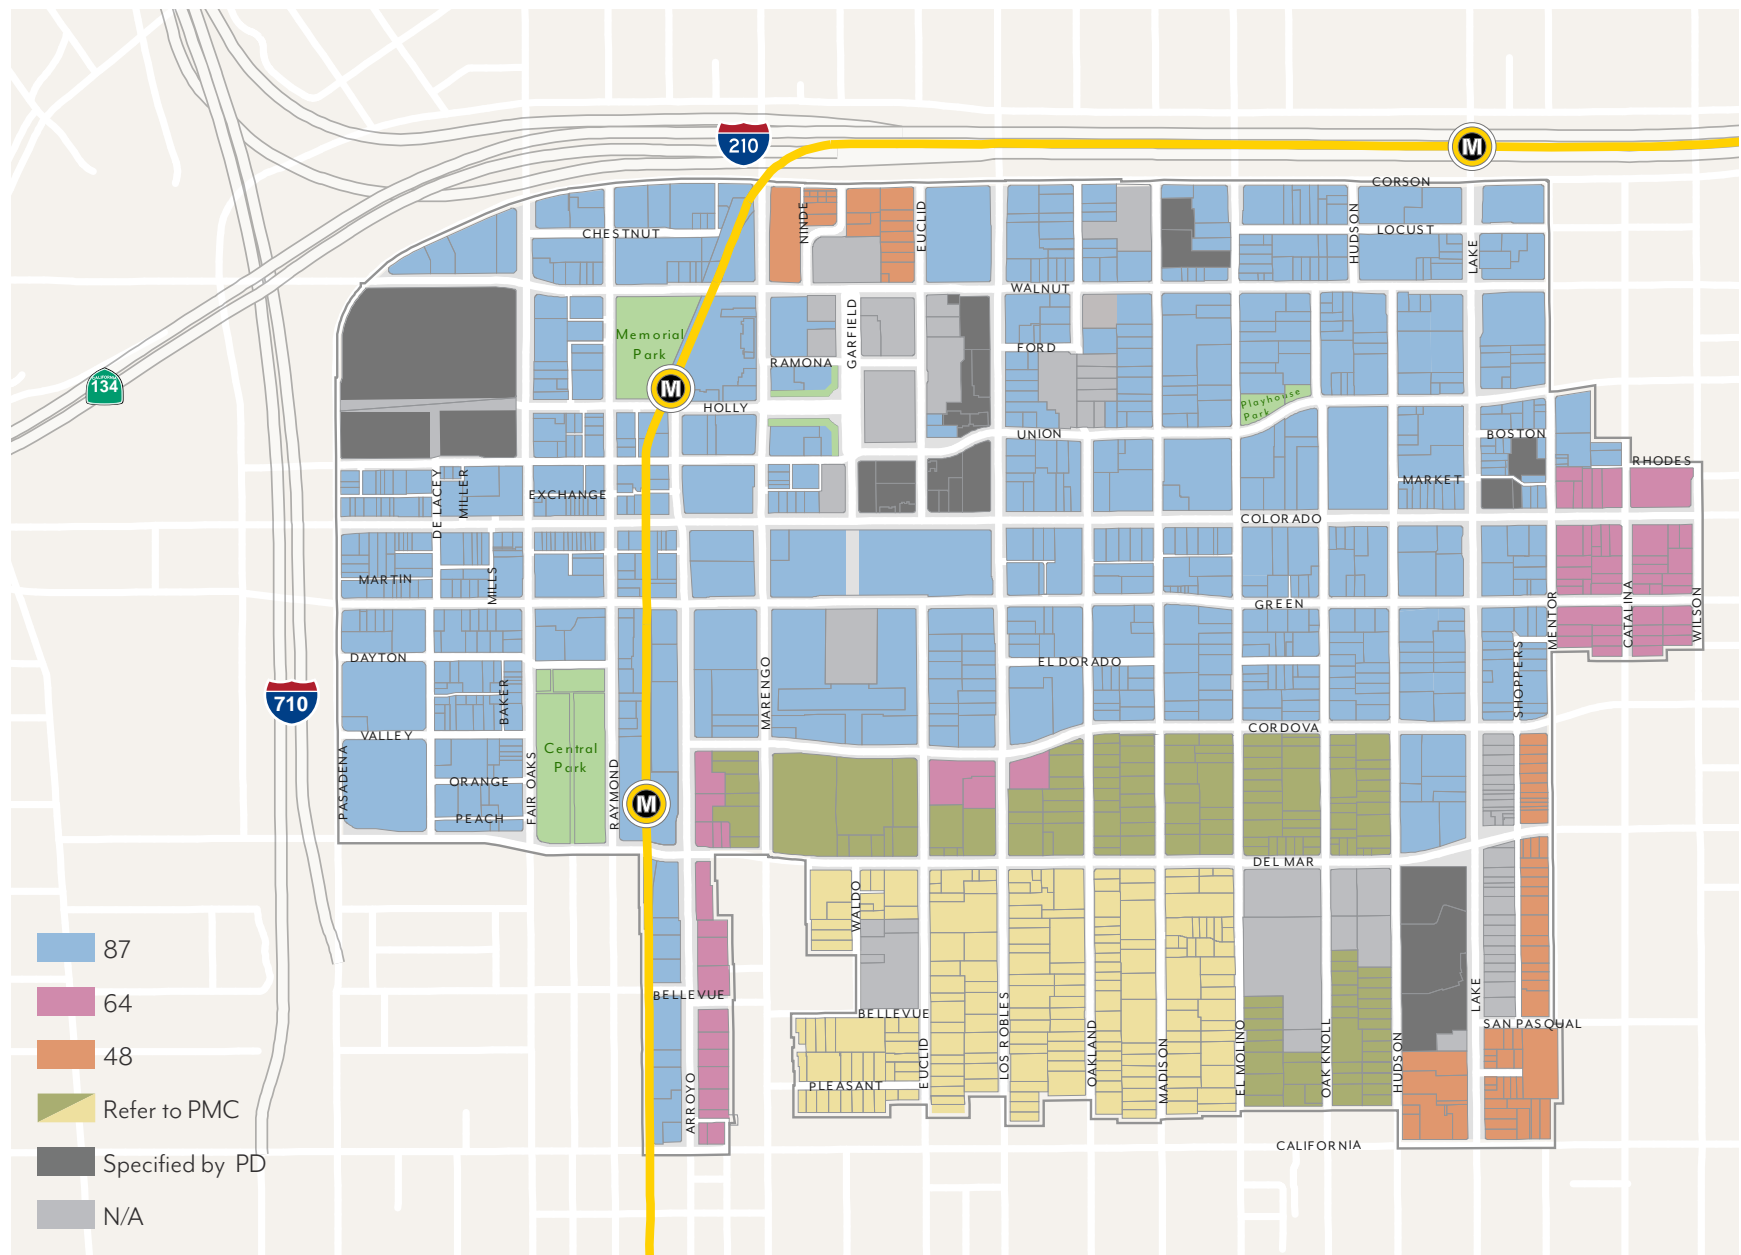 CORSON
210
M
NINDE
EUCLID
HUDSON
LOCUST
LAKE
CHESTNUT
WALNUT
GARFIELD
Memorial
Park
RAMONA
FORD
CALIFORNIA
134
M
HOLLY
Playhouse
Park
UNION
BOSTON
RHODES
DE LACEY
MILLER
EXCHANGE
MARKET
COLORADO
MARTIN
MILLS
GREEN
MENTOR
CATALINA
WILSON
DAYTON
EL DORADO
MARENGO
SHOPPERS
BAKER
710
VALLEY
CORDOVA
PASADENA
Central
Park
ORANGE
FAIR OAKS
RAYMOND
M
PEACH
DEL MAR
WALDO
87
BELLEVUE
64
BELLEVUE
LOS ROBLES
LAKE
SAN PASQUAL
48
EUCLID
OAKLAND
MADISON
EL MOLINO
OAK KNOLL
HUDSON
PLEASANT
ARROYO
Refer to PMC
CALIFORNIA
Specified by PD
N/A